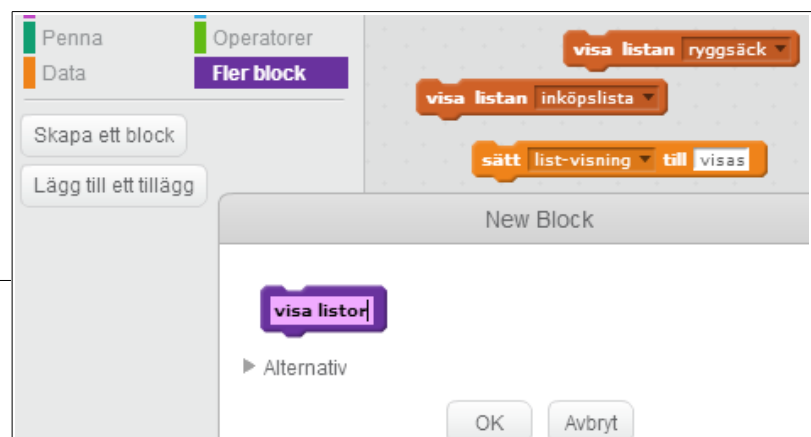 Penna
Operatorer
Data
Fler block
Skapa ett block
Lägg till ett tillägg
visa listan ryggsäck
visa listan inköpslista
sätt list-visning till visas
New Block
visa listor
Alternativ
OK
Avbryt